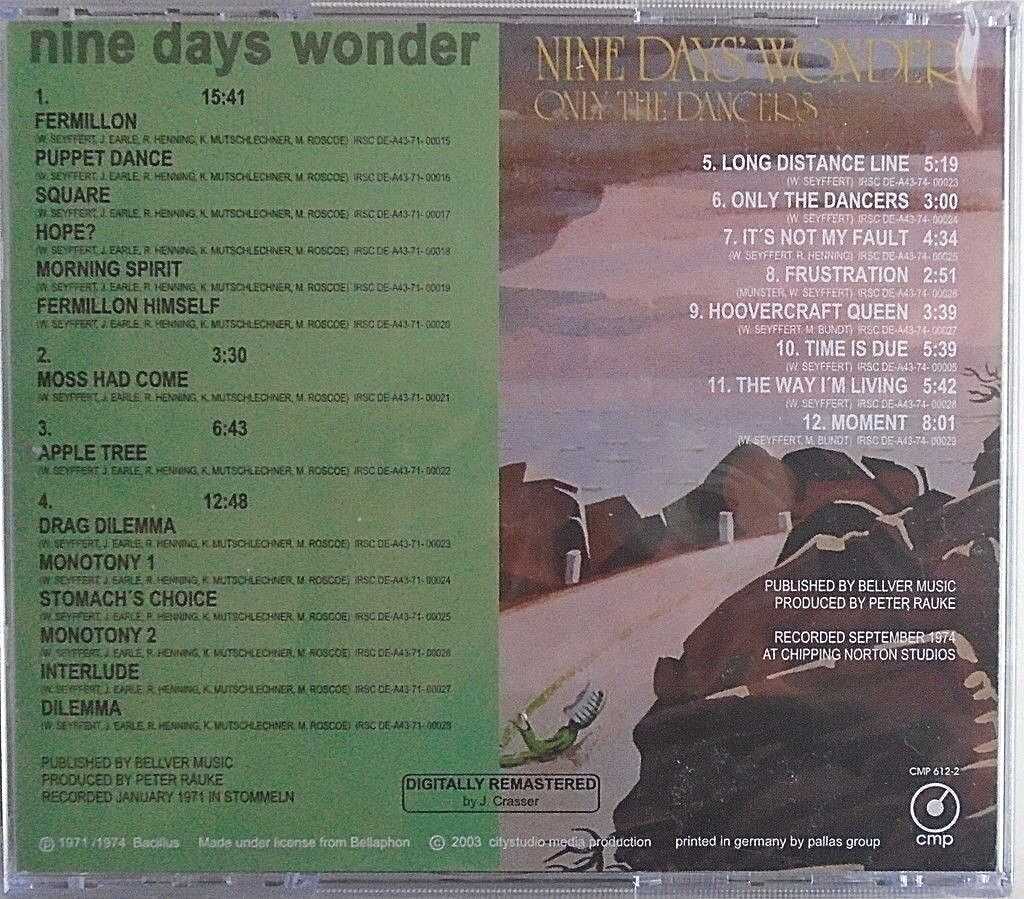 nine days wonder
1. 15:41
FERMILLON
(W. SEYFFERT, J. EARLE, R. HENNING, K. MUTSCHLECHNER, M. ROSCOE) IRSC DE-A43-71- 00015
PUPPET DANCE
(W. SEYFFERT, J. EARLE, R. HENNING, K. MUTSCHLECHNER, M. ROSCOE) IRSC DE-A43-71- 00016
SQUARE
(W. SEYFFERT, J. EARLE, R. HENNING, K. MUTSCHLECHNER, M. ROSCOE) IRSC DE-A43-71- 00017
HOPE?
(W. SEYFFERT, J. EARLE, R. HENNING, K. MUTSCHLECHNER, M. ROSCOE) IRSC DE-A43-71- 00018
MORNING SPIRIT
(W. SEYFFERT, J. EARLE, R. HENNING, K. MUTSCHLECHNER, M. ROSCOE) IRSC DE-A43-71- 00019
FERMILLON HIMSELF
(W. SEYFFERT, J. EARLE, R. HENNING, K. MUTSCHLECHNER, M. ROSCOE) IRSC DE-A43-71- 00020
2. 3:30
MOSS HAD COME
(W. SEYFFERT, J. EARLE, R. HENNING, K. MUTSCHLECHNER, M. ROSCOE) IRSC DE-A43-71- 00021
3. 6:43
APPLE TREE
(W. SEYFFERT, J. EARLE, R. HENNING, K. MUTSCHLECHNER, M. ROSCOE) IRSC DE-A43-71- 00022
4. 12:48
DRAG DILEMMA
(W. SEYFFERT, J. EARLE, R. HENNING, K. MUTSCHLECHNER, M. ROSCOE) IRSC DE-A43-71- 00023
MONOTONY 1
(W. SEYFFERT, J. EARLE, R. HENNING, K. MUTSCHLECHNER, M. ROSCOE) IRSC DE-A43-71- 00024
STOMACH´S CHOICE
(W. SEYFFERT, J. EARLE, R. HENNING, K. MUTSCHLECHNER, M. ROSCOE) IRSC DE-A43-71- 00025
MONOTONY 2
(W. SEYFFERT, J. EARLE, R. HENNING, K. MUTSCHLECHNER, M. ROSCOE) IRSC DE-A43-71- 00026
INTERLUDE
(W. SEYFFERT, J. EARLE, R. HENNING, K. MUTSCHLECHNER, M. ROSCOE) IRSC DE-A43-71- 00027
DILEMMA
(W. SEYFFERT, J. EARLE, R. HENNING, K. MUTSCHLECHNER, M. ROSCOE) IRSC DE-A43-71- 00028
PUBLISHED BY BELLVER MUSIC
PRODUCED BY PETER RAUKE
RECORDED JANUARY 1971 IN STOMMELN
NINE DAYS' WONDER
ONLY THE DANCERS
5. LONG DISTANCE LINE 5:19
(W. SEYFFERT) IRSC DE-A43-74- 00023
6. ONLY THE DANCERS 3:00
(W. SEYFFERT) IRSC DE-A43-74- 00024
7. IT´S NOT MY FAULT 4:34
(W. SEYFFERT, R. HENNING) IRSC DE-A43-74- 00025
8. FRUSTRATION 2:51
(MÜNSTER, W. SEYFFERT) IRSC DE-A43-74- 00026
9. HOOVERCRAFT QUEEN 3:39
(W. SEYFFERT, M. BUNDT) IRSC DE-A43-74- 00027
10. TIME IS DUE 5:39
(W. SEYFFERT) IRSC DE-A43-74- 00005
11. THE WAY I´M LIVING 5:42
(W. SEYFFERT) IRSC DE-A43-74- 00028
12. MOMENT 8:01
(W. SEYFFERT, M. BUNDT) IRSC DE-A43-74- 00029
PUBLISHED BY BELLVER MUSIC
PRODUCED BY PETER RAUKE
RECORDED SEPTEMBER 1974
AT CHIPPING NORTON STUDIOS
DIGITALLY REMASTERED
by J. Crasser
CMP 612-2
cmp
℗ 1971 /1974 Bacillus Made under license from Bellaphon © 2003 citystudio media production printed in germany by pallas group